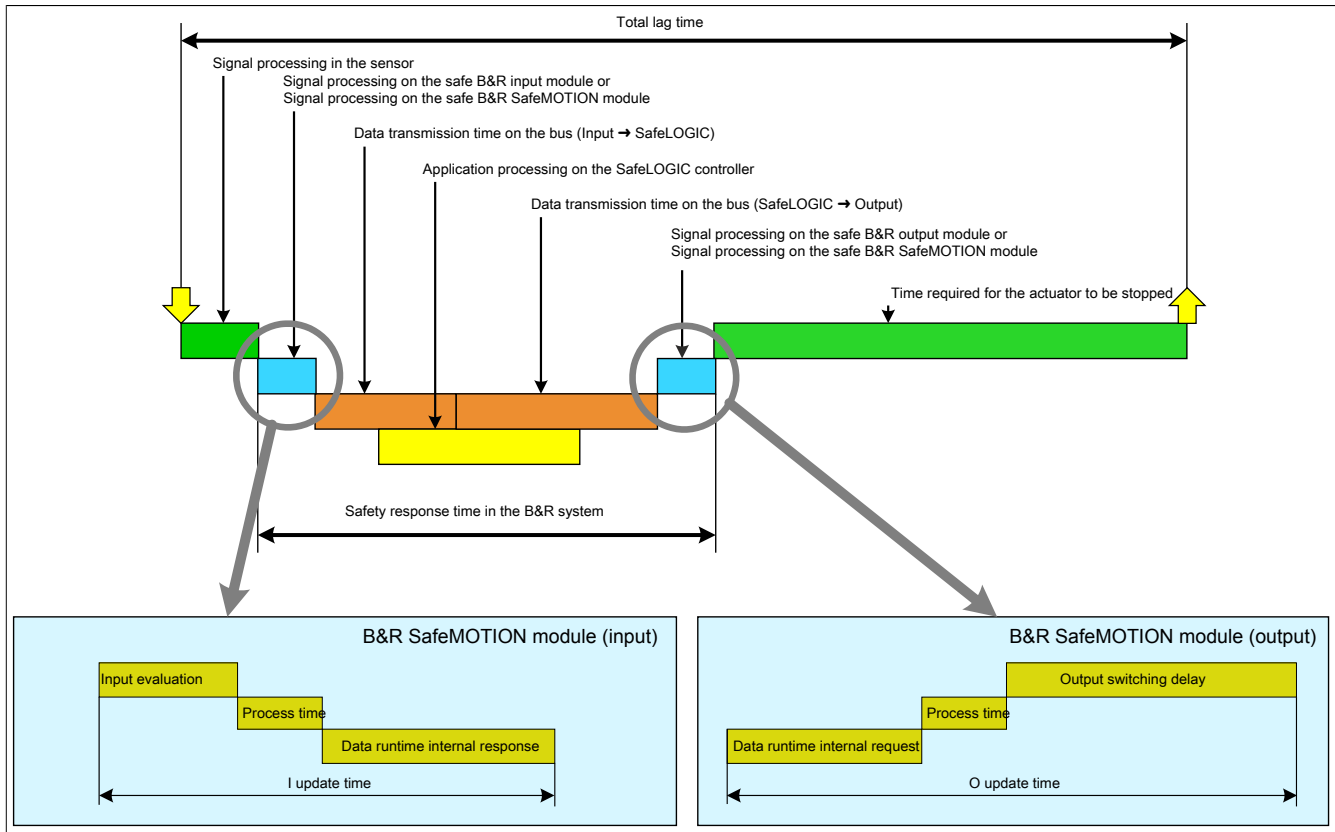 Total lag time
Signal processing in the sensor
Signal processing on the safe B&R input module or
Signal processing on the safe B&R SafeMOTION module
Data transmission time on the bus (Input ➜ SafeLOGIC)
Application processing on the SafeLOGIC controller
Data transmission time on the bus (SafeLOGIC ➜ Output)
Signal processing on the safe B&R output module or
Signal processing on the safe B&R SafeMOTION module
Time required for the actuator to be stopped
Safety response time in the B&R system
B&R SafeMOTION module (input)
Input evaluation
Process time
Data runtime internal response
I update time
B&R SafeMOTION module (output)
Output switching delay
Process time
Data runtime internal request
O update time